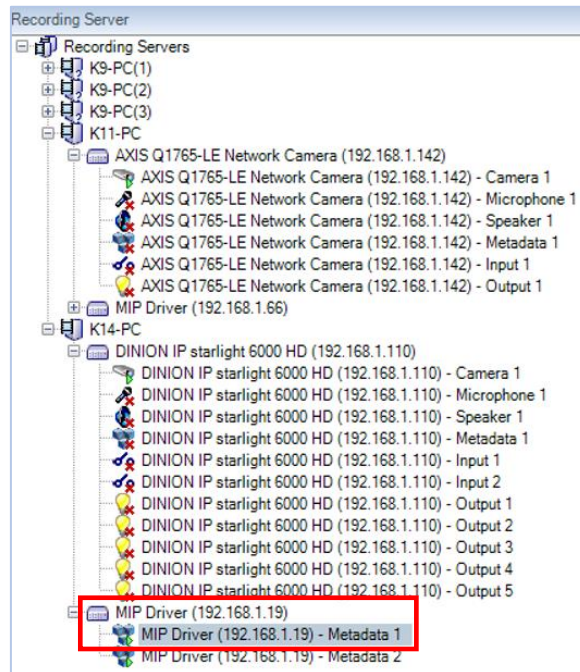 Recording Server
Recording Servers
K9-PC(1)
K9-PC(2)
K9-PC(3)
K11-PC
AXIS Q1765-LE Network Camera (192.168.1.142)
AXIS Q1765-LE Network Camera (192.168.1.142) - Camera 1
AXIS Q1765-LE Network Camera (192.168.1.142) - Microphone 1
AXIS Q1765-LE Network Camera (192.168.1.142) - Speaker 1
AXIS Q1765-LE Network Camera (192.168.1.142) - Metadata 1
AXIS Q1765-LE Network Camera (192.168.1.142) - Input 1
AXIS Q1765-LE Network Camera (192.168.1.142) - Output 1
MIP Driver (192.168.1.66)
K14-PC
DINION IP starlight 6000 HD (192.168.1.110)
DINION IP starlight 6000 HD (192.168.1.110) - Camera 1
DINION IP starlight 6000 HD (192.168.1.110) - Microphone 1
DINION IP starlight 6000 HD (192.168.1.110) - Speaker 1
DINION IP starlight 6000 HD (192.168.1.110) - Metadata 1
DINION IP starlight 6000 HD (192.168.1.110) - Input 1
DINION IP starlight 6000 HD (192.168.1.110) - Input 2
DINION IP starlight 6000 HD (192.168.1.110) - Output 1
DINION IP starlight 6000 HD (192.168.1.110) - Output 2
DINION IP starlight 6000 HD (192.168.1.110) - Output 3
DINION IP starlight 6000 HD (192.168.1.110) - Output 4
DINION IP starlight 6000 HD (192.168.1.110) - Output 5
MIP Driver (192.168.1.19)
MIP Driver (192.168.1.19) - Metadata 1
MIP Driver (192.168.1.19) - Metadata 2